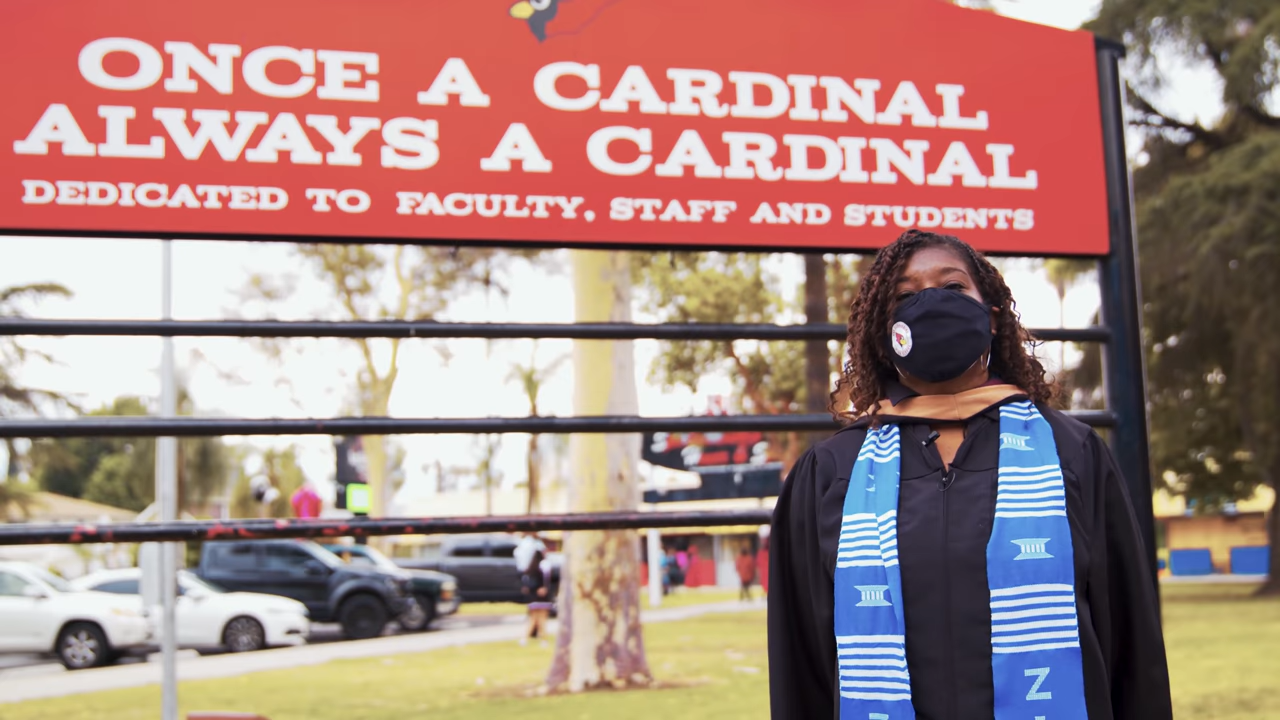 ONCE A CARDINAL
ALWAYS A CARDINAL
DEDICATED TO FACULTY, STAFF AND STUDENTS
Z